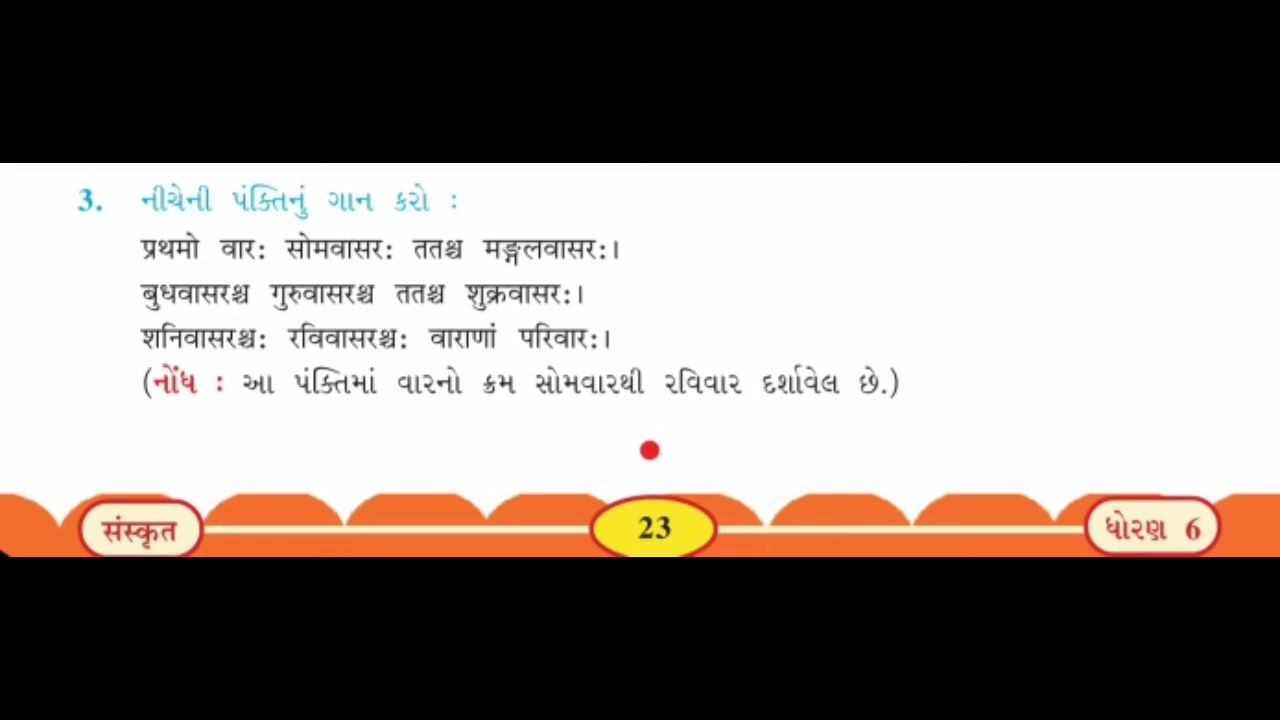 3. નીચેની પંક્તિનું ગાન કરો :
प्रथमो वारः सोमवासरः ततश्च मङ्गलवासरः।
बुधवासरश्च गुरुवासरश्च ततश्च शुक्रवासरः।
शनिवासरश्चः रविवासरश्चः वाराणां परिवारः।
(નોંધ : આ પંક્તિમાં વારનો ક્રમ સોમવારથી રવિવાર દર્શાવેલ છે.)
संस्कृत 23 ધોરણ 6